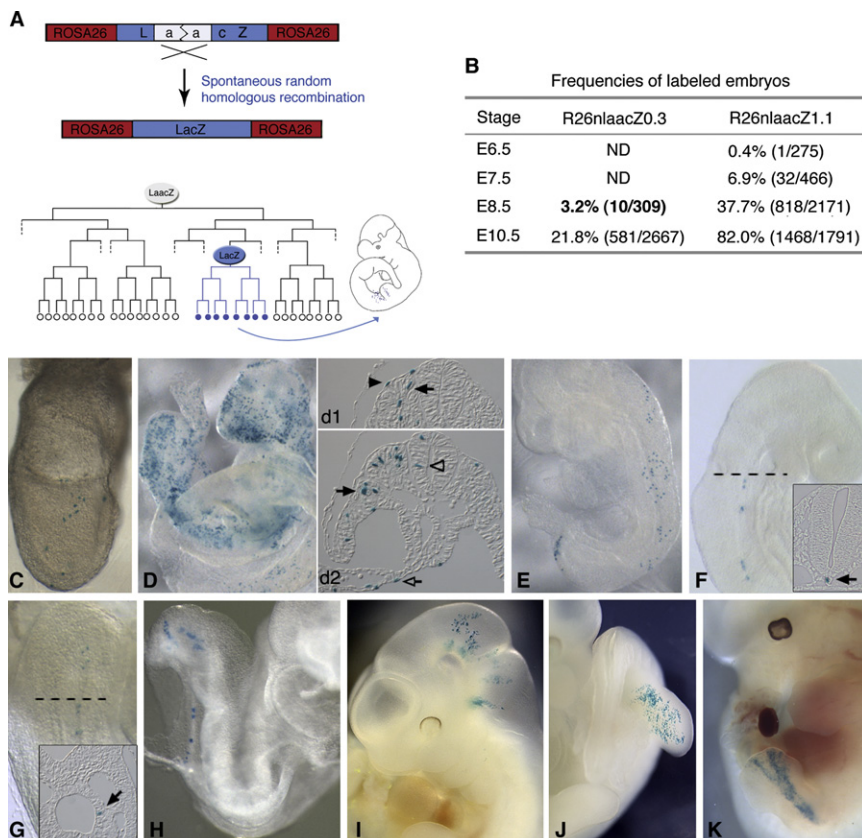 A
ROSA26 L a a c Z ROSA26
Spontaneous random
homologous recombination
ROSA26 LacZ ROSA26
LaacZ
LacZ
B
Frequencies of labeled embryos
Stage R26nlaacZ0.3 R26nlaacZ1.1
E6.5 ND 0.4% (1/275)
E7.5 ND 6.9% (32/466)
E8.5 3.2% (10/309) 37.7% (818/2171)
E10.5 21.8% (581/2667) 82.0% (1468/1791)
d1
C D d2 E F
G H I J K